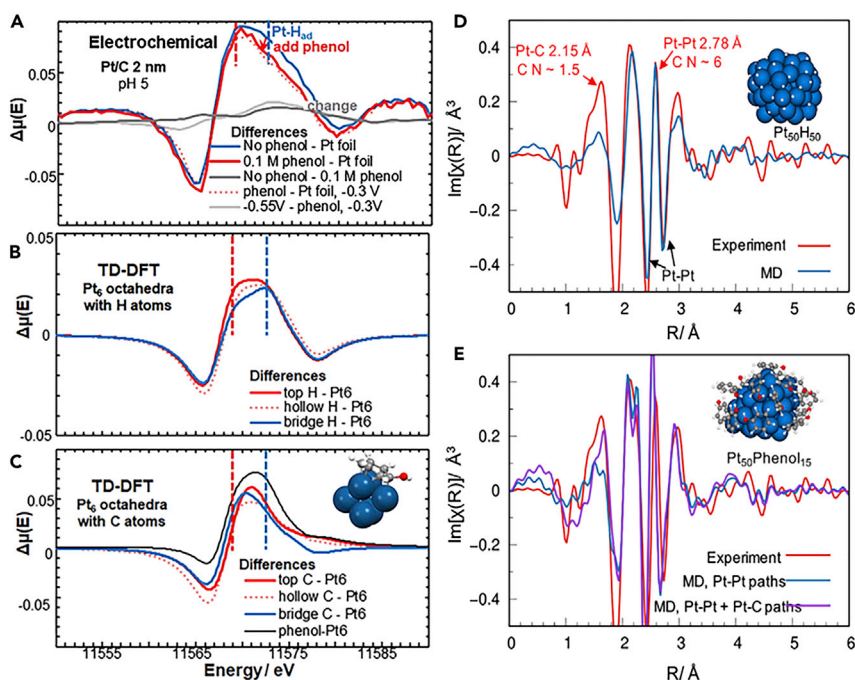 A
Electrochemical
Pt/C 2 nm
pH 5
Pt-Had
add phenol
change
Δμ(E)
0.05
0
-0.05
Differences
No phenol - Pt foil
0.1 M phenol - Pt foil
No phenol - 0.1 M phenol
phenol - Pt foil, -0.3 V
-0.55V - phenol, -0.3V
B
TD-DFT
Pt6 octahedra
with H atoms
Δμ(E)
0.05
0
-0.05
Differences
top H - Pt6
hollow H - Pt6
bridge H - Pt6
C
TD-DFT
Pt6 octahedra
with C atoms
Δμ(E)
0.05
0
-0.05
Differences
top C - Pt6
hollow C - Pt6
bridge C - Pt6
phenol-Pt6
11555 11565 11575 11585
Energy / eV
D
Pt-C 2.15 Å
C N ~ 1.5
Pt-Pt 2.78 Å
C N ~ 6
Pt50H50
Im[χ(R)]/ Å³
0.4
0.2
0
−0.2
−0.4
Pt-Pt
Experiment
MD
0 1 2 3 4 5 6
R/ Å
E
Pt50Phenol15
Im[χ(R)]/ Å³
0.4
0.2
0
−0.2
−0.4
Experiment
MD, Pt-Pt paths
MD, Pt-Pt + Pt-C paths
0 1 2 3 4 5 6
R/ Å